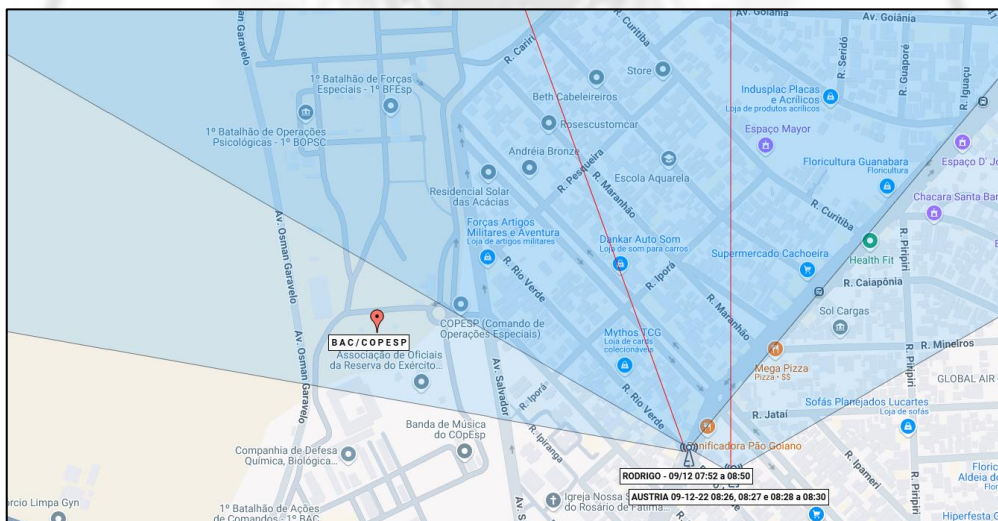 Av. Goiânia
Av. Goiânia
R. Curitiba
R. Cariri
Store
Beth Cabeleireiros
1º Batalhão de Forças
Especiais - 1º BFEsp
R. Seridó
R. Guaporé
R. Iguaçu
Indusplac Placas
e Acrílicos
Loja de produtos acrílicos
Rosescustomcar
1º Batalhão de Operações
Psicológicas - 1º BOPSC
Espaço Mayor
Andréia Bronze
R. Pesqueira
R. Maranhão
Escola Aquarela
Floricultura Guanabara
Floricultura
Espaço D'
Residencial Solar
das Acácias
Chacara Santa
Av. Osman Garavelo
Forças Artigos
Militares e Aventura
Loja de artigos militares
Dankar Auto Som
Loja de som para carros
R. Curitiba
R. Piripiri
Supermercado Cachoeira
Health Fit
R. Rio Verde
R. Iporá
R. Caiapônia
COPESP (Comando de
Operações Especiais)
BAC/COPESP
R. Maranhão
Sol Cargas
Av. Osman Garavelo
Associação de Oficiais
da Reserva do Exército...
Mythos TCG
Loja de cards
colecionáveis
R. Mineiros
Mega Pizza
Pizza • $$
Av. Salvador
R. Iporá
R. Rio Verde
R. Piripiri
GLOBAL AIR
Sofás Planejados Lucartes
Loja de sofás
R. Jataí
Banda de Música
do COpEsp
R. Ipiranga
Panificadora Pão Goiano
Companhia de Defesa
Química, Biológica...
R. Ipameri
RODRIGO - 09/12 07:52 a 08:50
AUSTRIA 09-12-22 08:26, 08:27 e 08:28 a 08:30
Igreja Nossa
do Rosário de Fátima...
Limpa Gyn
1º Batalhão de Ações
de Comandos - 1º BAC
Aldeia do
Hiperfesta